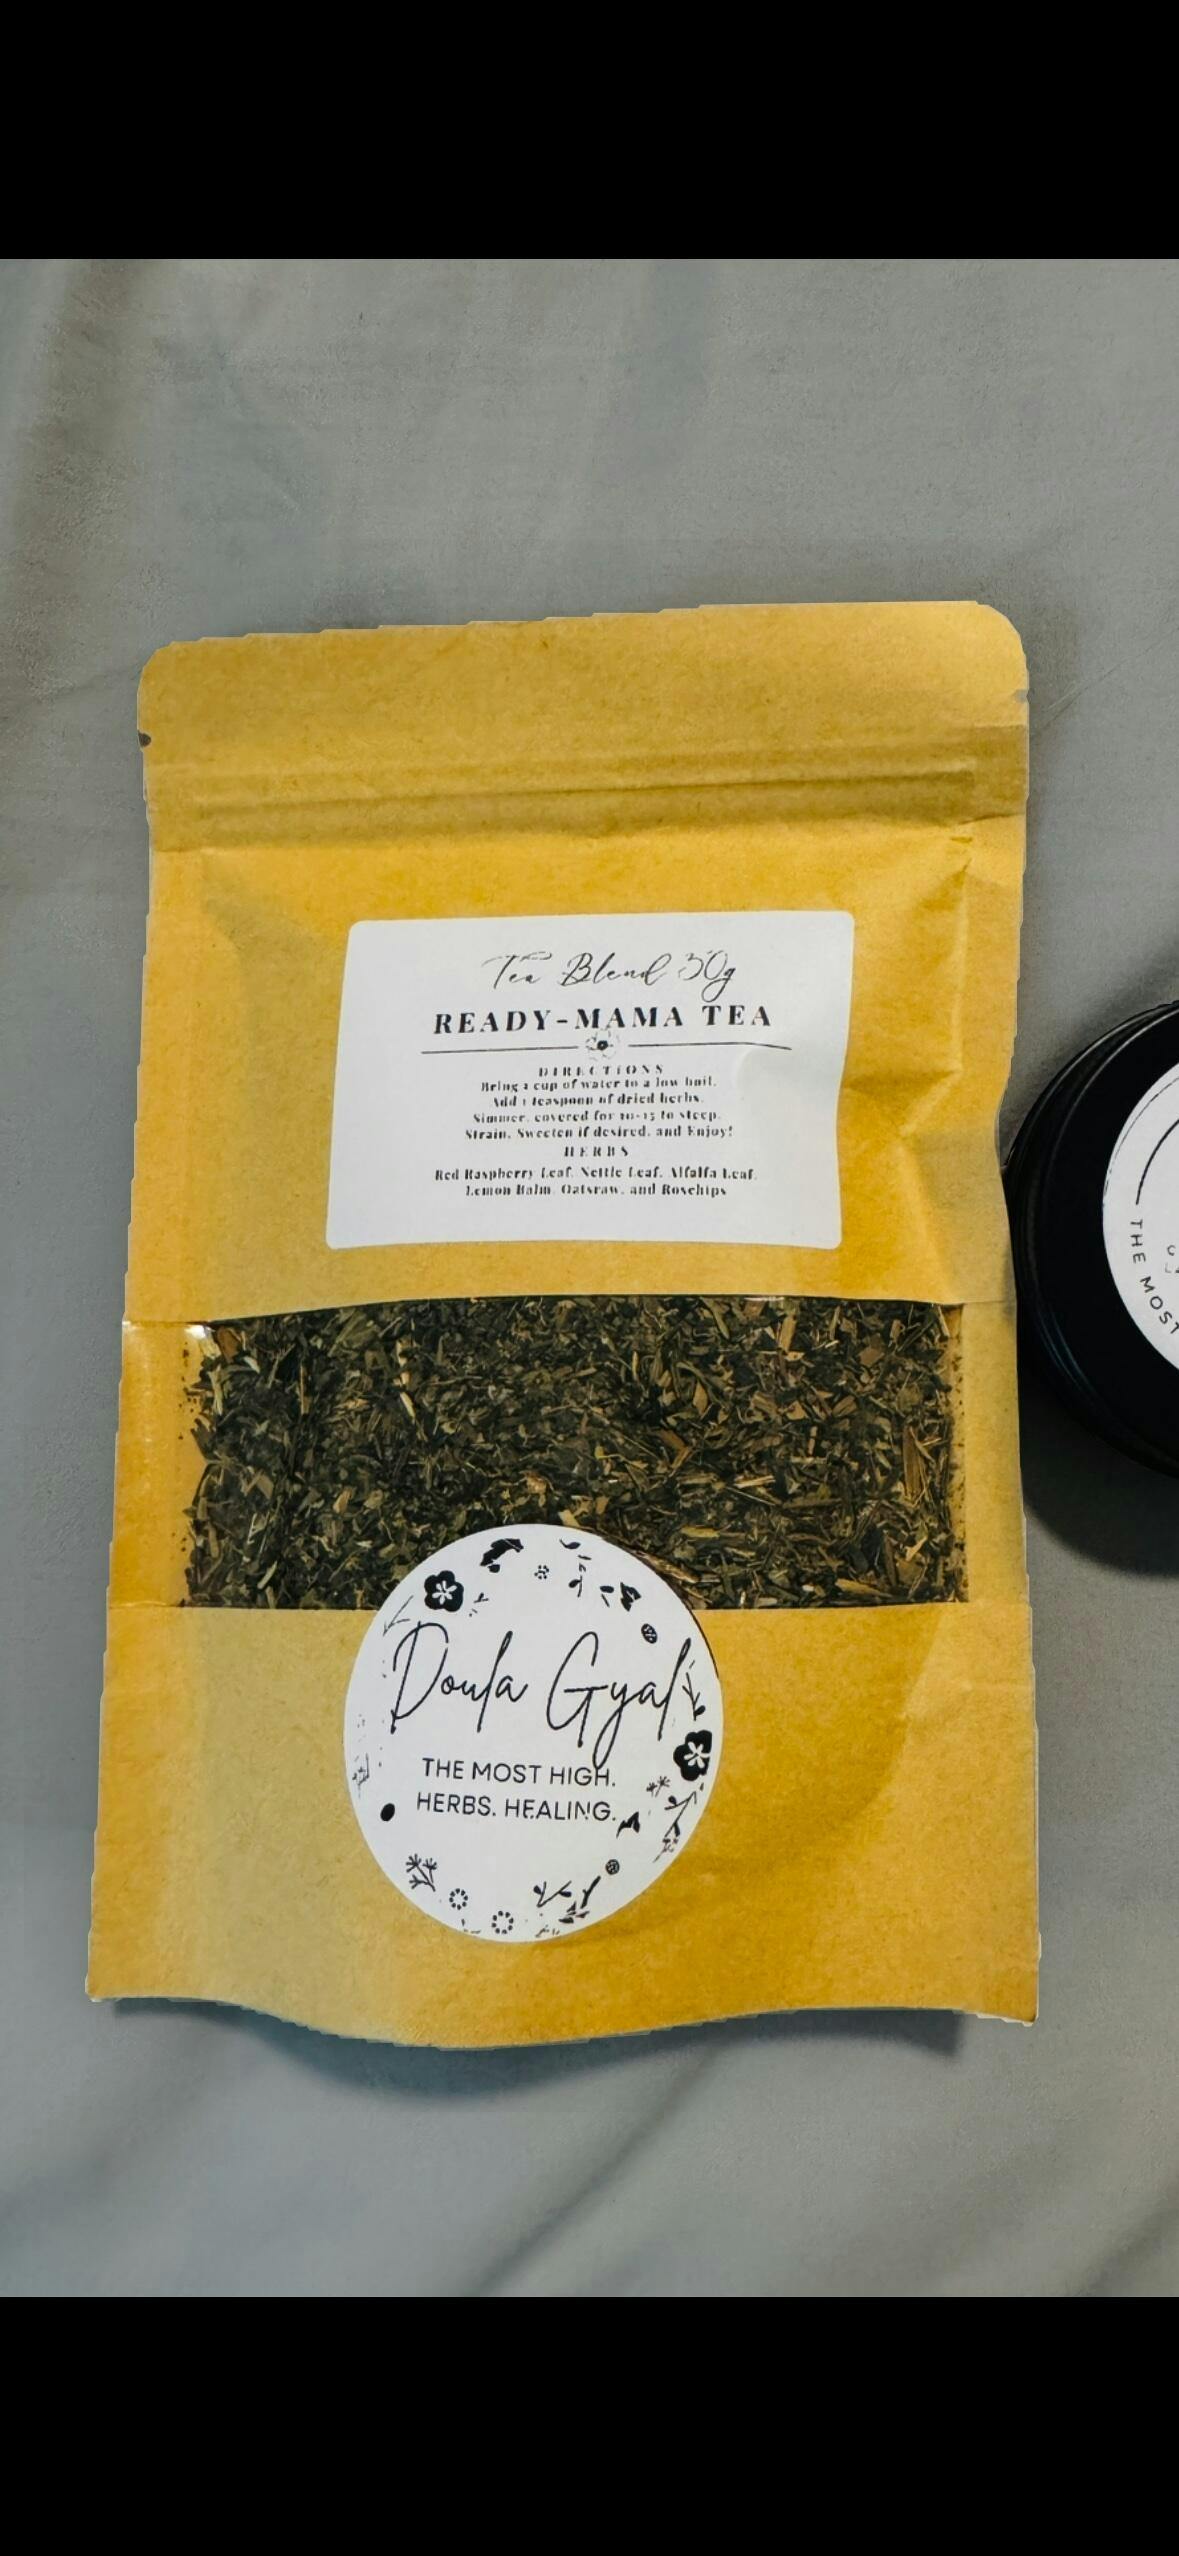 Tea Blend 50g
READY-MAMA TEA
DIRECTIONS
Bring 1 cup of water to a low boil.
Add 1 teaspoon of dried herbs.
Simmer, covered for 10-15 to steep.
Strain, Sweeten if desired, and Enjoy!
HERBS
Red Raspberry Leaf, Nettle Leaf, Alfalfa Leaf,
Lemon Balm, Oatsraw, and Rosehips
Doula Gyal
THE MOST HIGH.
HERBS. HEALING.
THE MOST